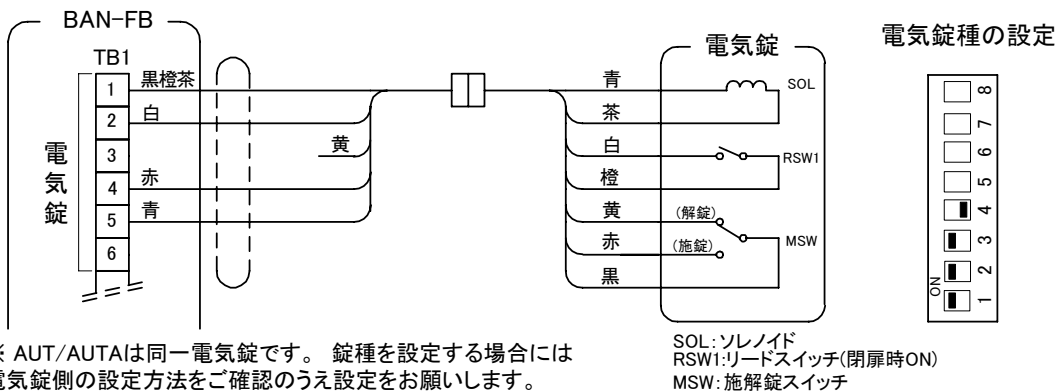 BAN-FB
TB1
電気錠
1 黒橙茶
2 白
3 黄
4 赤
5 青
6
電気錠
青
茶
SOL
白
橙
RSW1
黄 (解錠)
赤 (施錠)
黒
MSW
電気錠種の設定
8
7
6
5
4
3
2
1
ON
※ AUT/AUTAは同一電気錠です。 錠種を設定する場合には
電気錠側の設定方法をご確認のうえ設定をお願いします。
SOL:ソレノイド
RSW1:リードスイッチ(閉扉時ON)
MSW:施解錠スイッチ